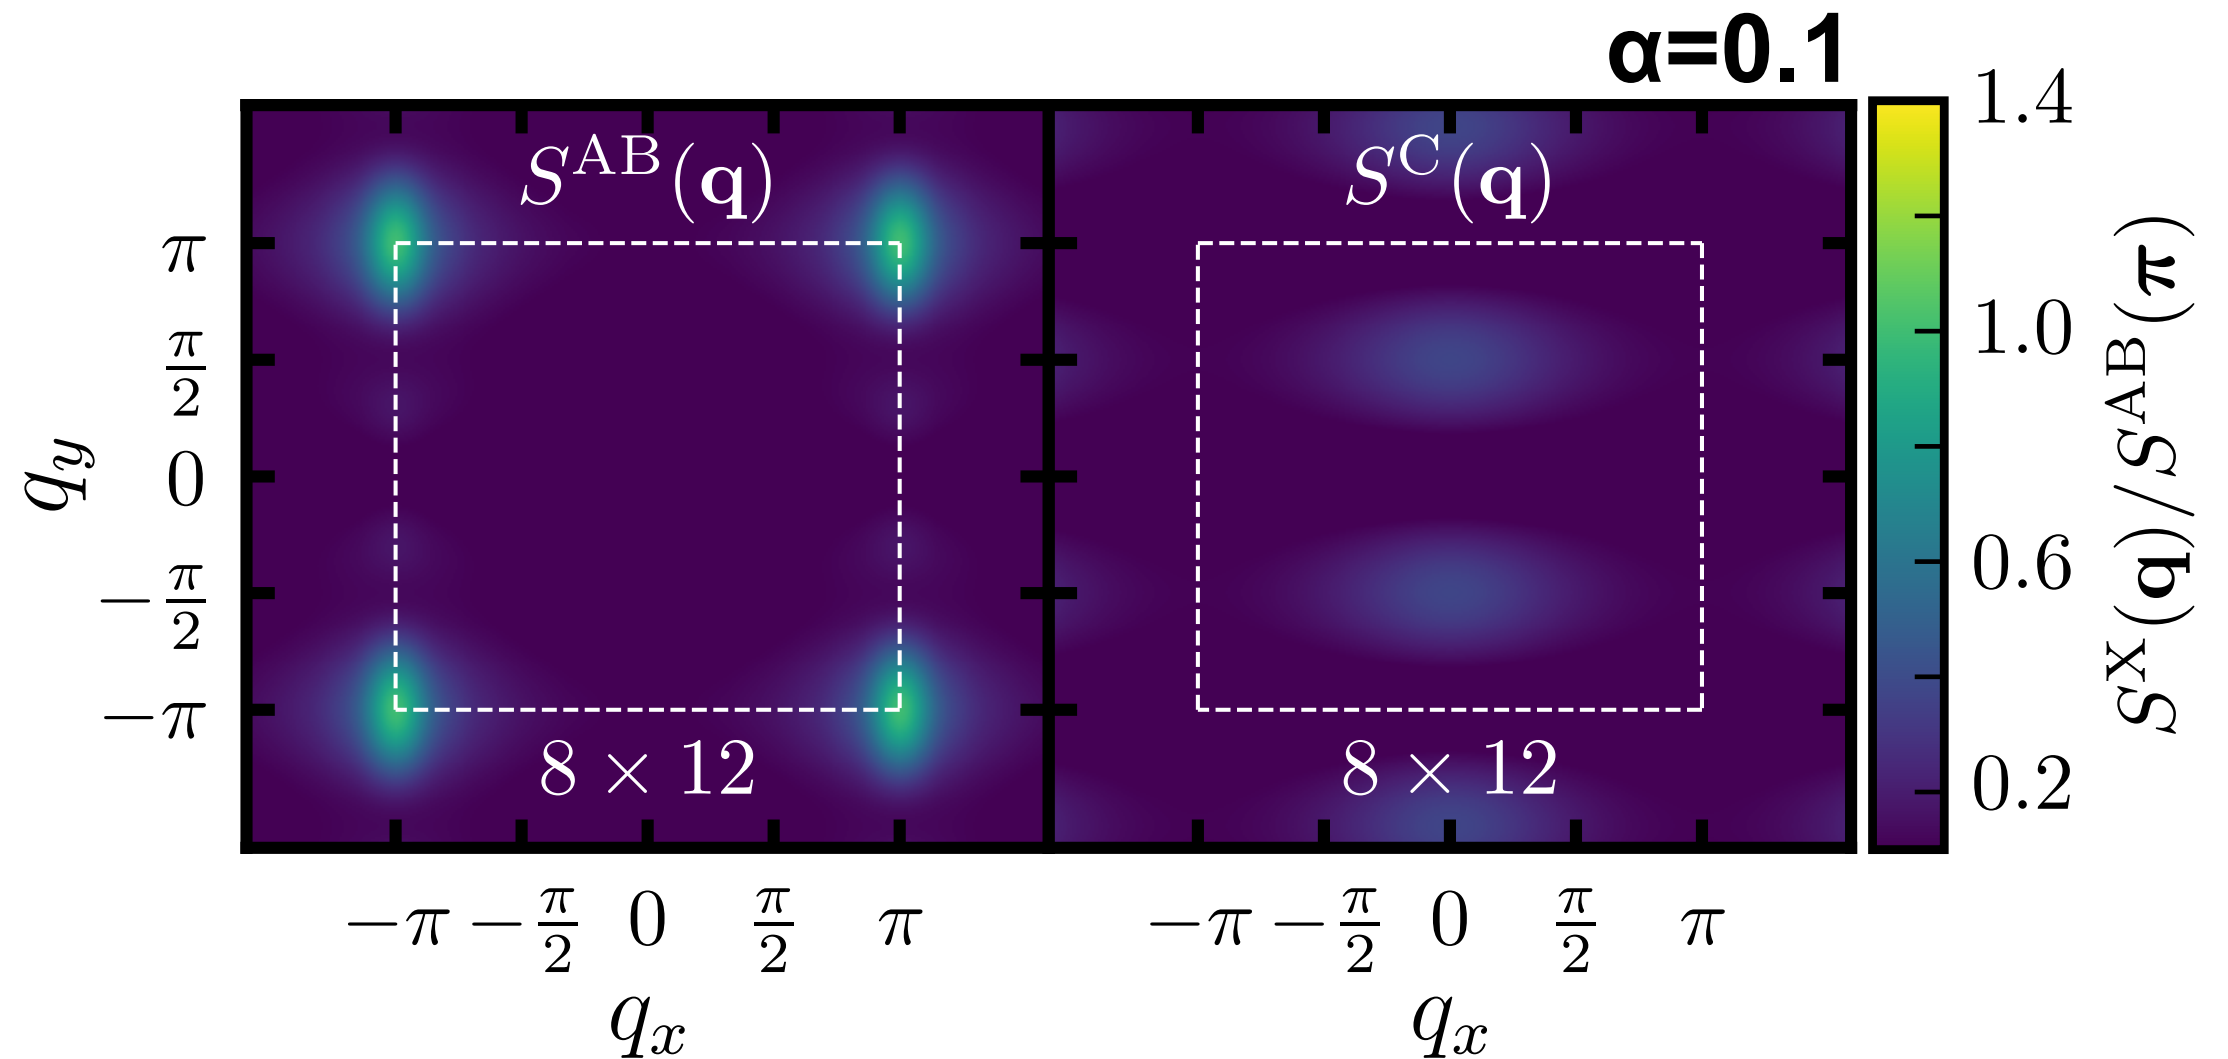 α=0.1
S^AB(q)
S^C(q)
8 × 12
8 × 12
q_y
π
π/2
0
−π/2
−π
−π −π/2 0 π/2 π
−π −π/2 0 π/2 π
q_x
q_x
1.4
1.0
0.6
0.2
S^X(q)/S^AB(π)